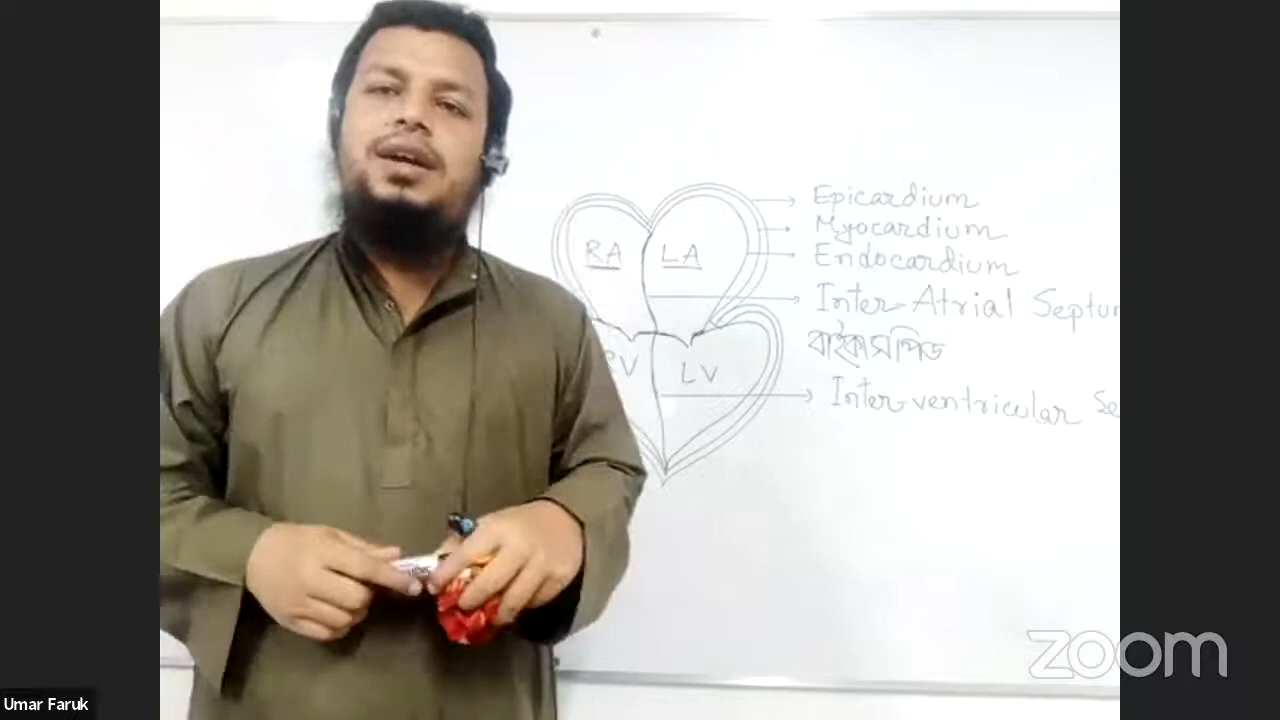 Epicardium
Myocardium
RA LA
Endocardium
Inter-Atrial Septum
বাইকাসপিড
RV LV
Inter-ventricular Se
zoom
Umar Faruk